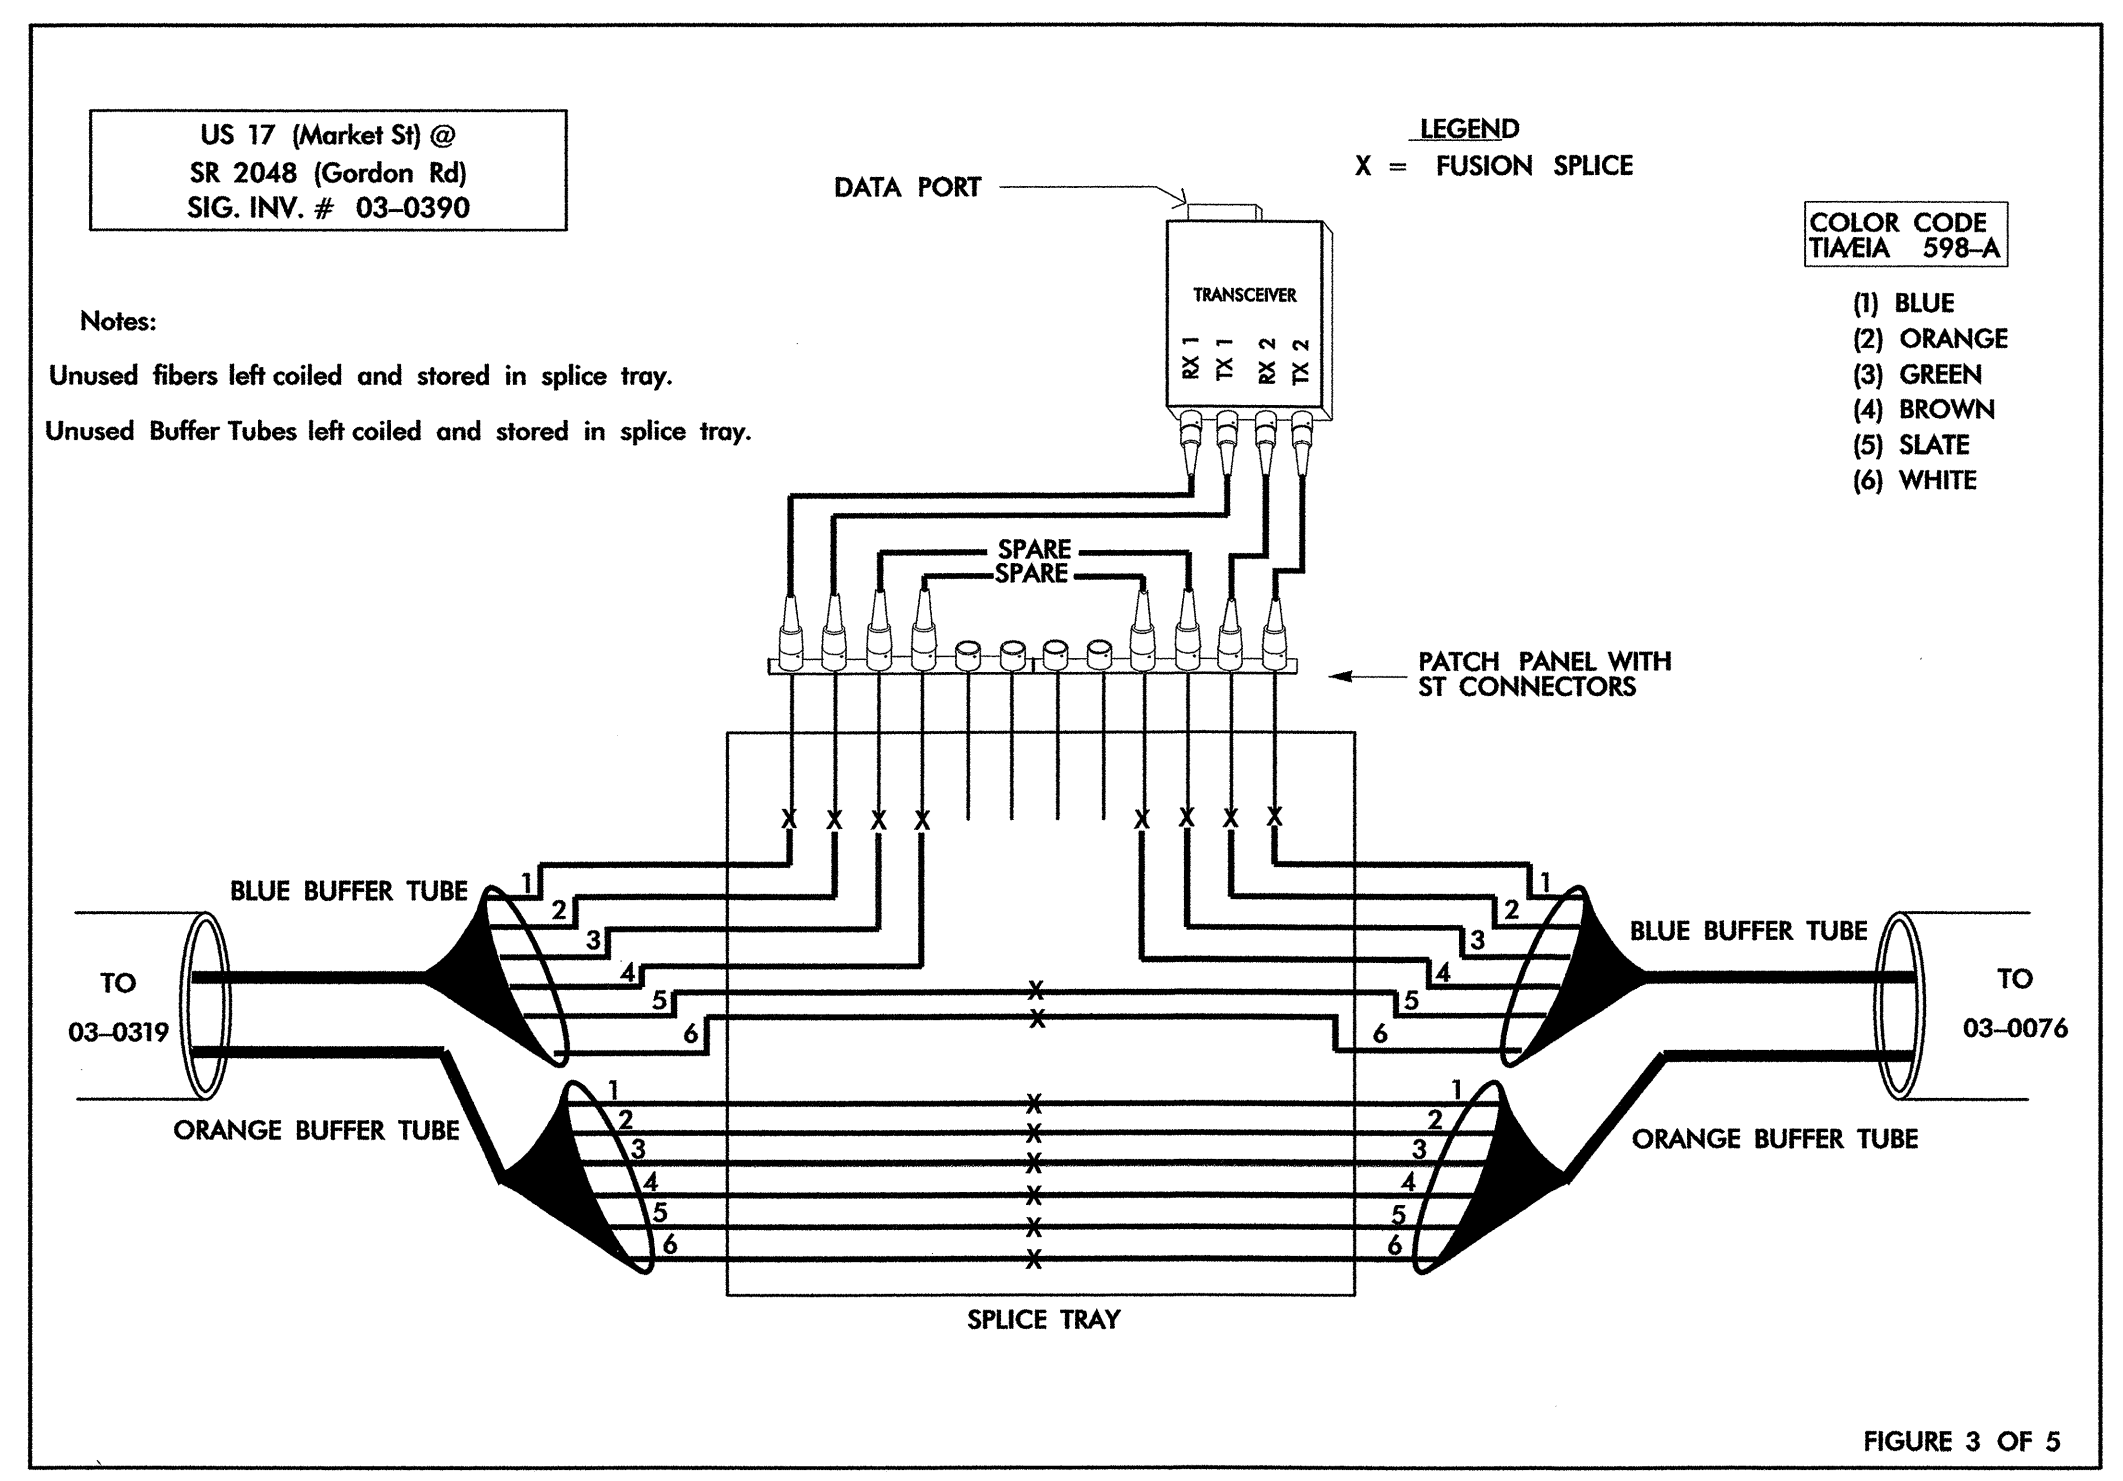 US 17 (Market St) @
SR 2048 (Gordon Rd)
SIG. INV. # 03-0390
LEGEND
X = FUSION SPLICE
DATA PORT
COLOR CODE
TIA/EIA 598-A
(1) BLUE
(2) ORANGE
(3) GREEN
(4) BROWN
(5) SLATE
(6) WHITE
Notes:
Unused fibers left coiled and stored in splice tray.
Unused Buffer Tubes left coiled and stored in splice tray.
TRANSCEIVER
RX 1
TX 1
RX 2
TX 2
SPARE
SPARE
PATCH PANEL WITH
ST CONNECTORS
X X X X X X X X
BLUE BUFFER TUBE
1
2
3
4
5
6
X
X
1
2
3
4
5
6
BLUE BUFFER TUBE
TO
03-0319
TO
03-0076
ORANGE BUFFER TUBE
1
2
3
4
5
6
X
X
X
X
X
X
1
2
3
4
5
6
ORANGE BUFFER TUBE
SPLICE TRAY
FIGURE 3 OF 5